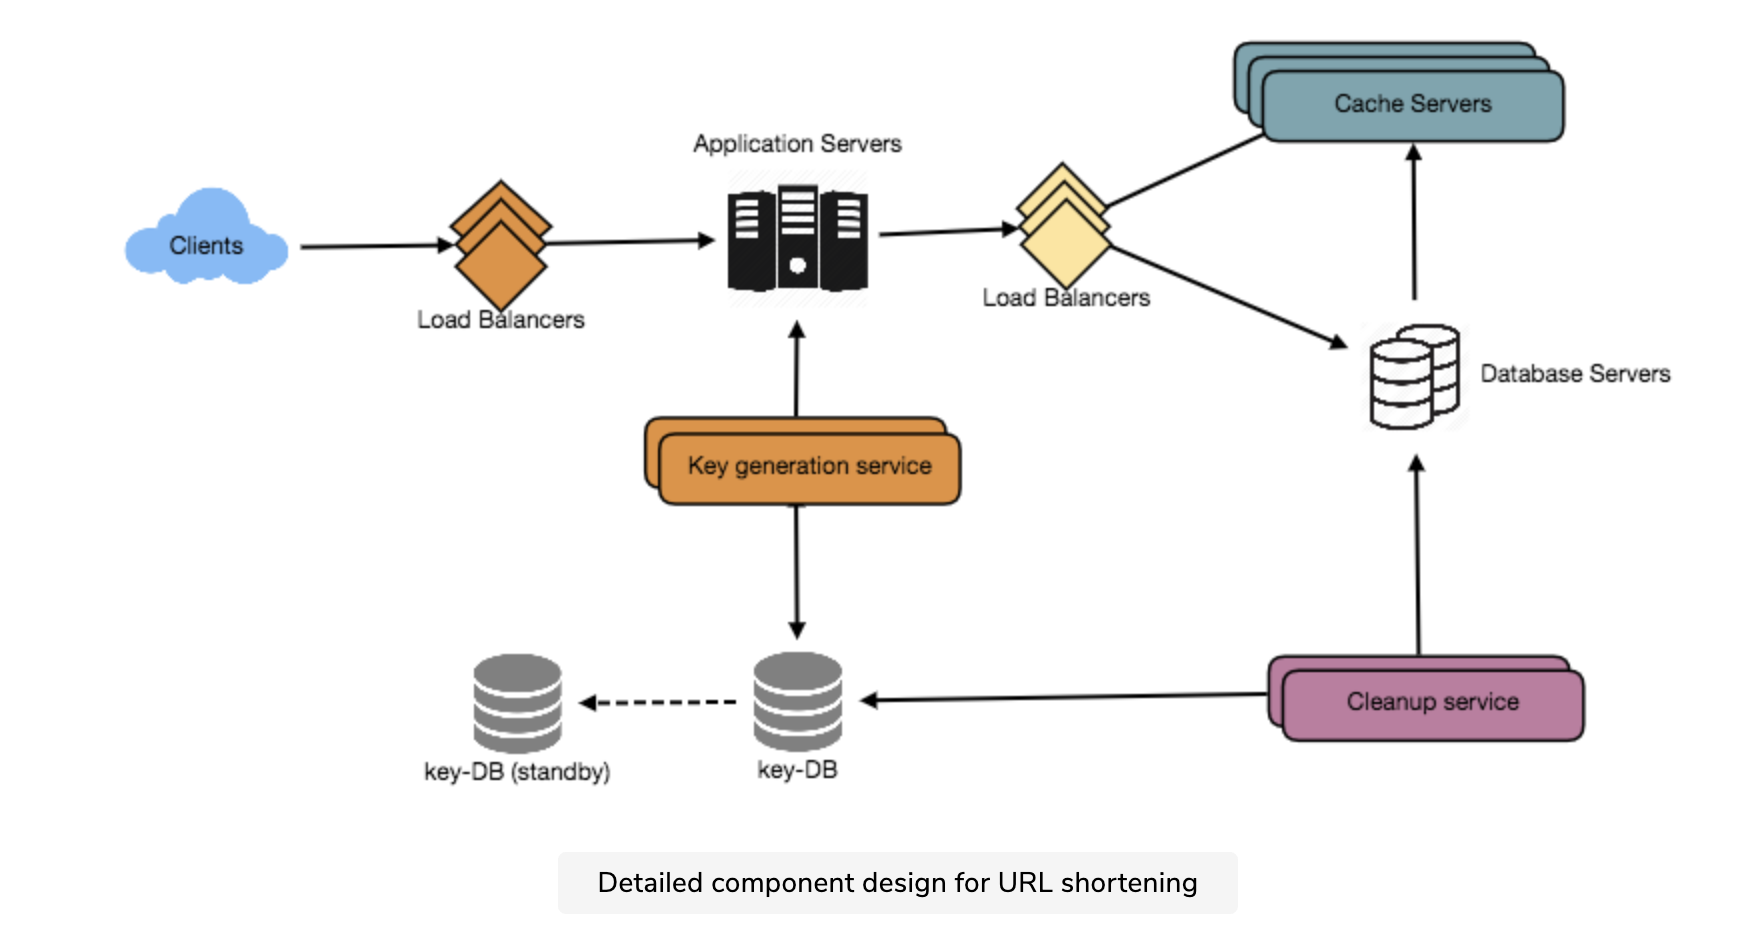 Cache Servers
Application Servers
Clients
Load Balancers
Load Balancers
Database Servers
Key generation service
Cleanup service
key-DB (standby)
key-DB
Detailed component design for URL shortening